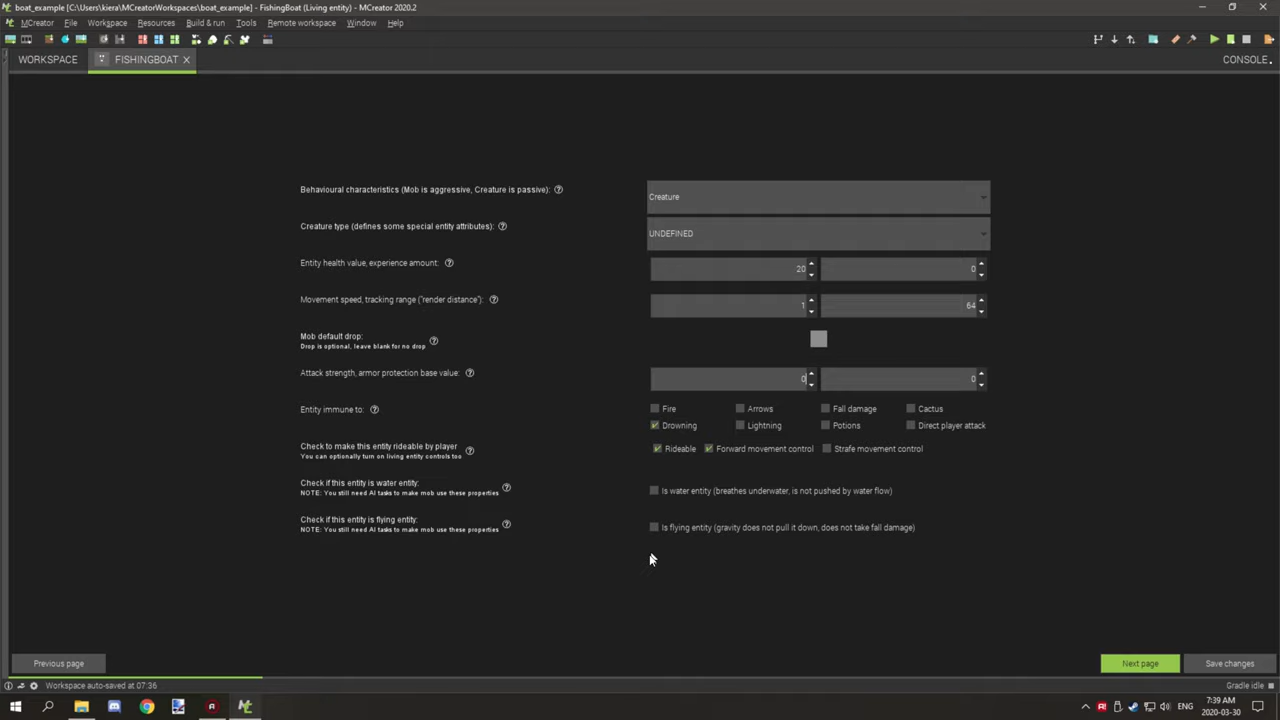 boat_example [C:\Users\kiera\MCreatorWorkspaces\boat_example] - FishingBoat (Living entity) - MCreator 2020.2
MCreator File Workspace Resources Build & run Tools Remote workspace Window Help
WORKSPACE FISHINGBOAT CONSOLE
Behavioural characteristics (Mob is aggressive, Creature is passive): Creature
Creature type (defines some special entity attributes): UNDEFINED
Entity health value, experience amount: 20 0
Movement speed, tracking range ("render distance"): 1 64
Mob default drop:
Drop is optional, leave blank for no drop
Attack strength, armor protection base value: 0 0
Entity immune to: Fire Arrows Fall damage Cactus
Drowning Lightning Potions Direct player attack
Check to make this entity rideable by player
You can optionally turn on living entity controls too
Rideable Forward movement control Strafe movement control
Check if this entity is water entity:
NOTE: You still need AI tasks to make mob use these properties
Is water entity (breathes underwater, is not pushed by water flow)
Check if this entity is flying entity:
NOTE: You still need AI tasks to make mob use these properties
Is flying entity (gravity does not pull it down, does not take fall damage)
Previous page Next page Save changes
Workspace auto-saved at 07:36 Gradle idle
ENG 7:39 AM
2020-03-30